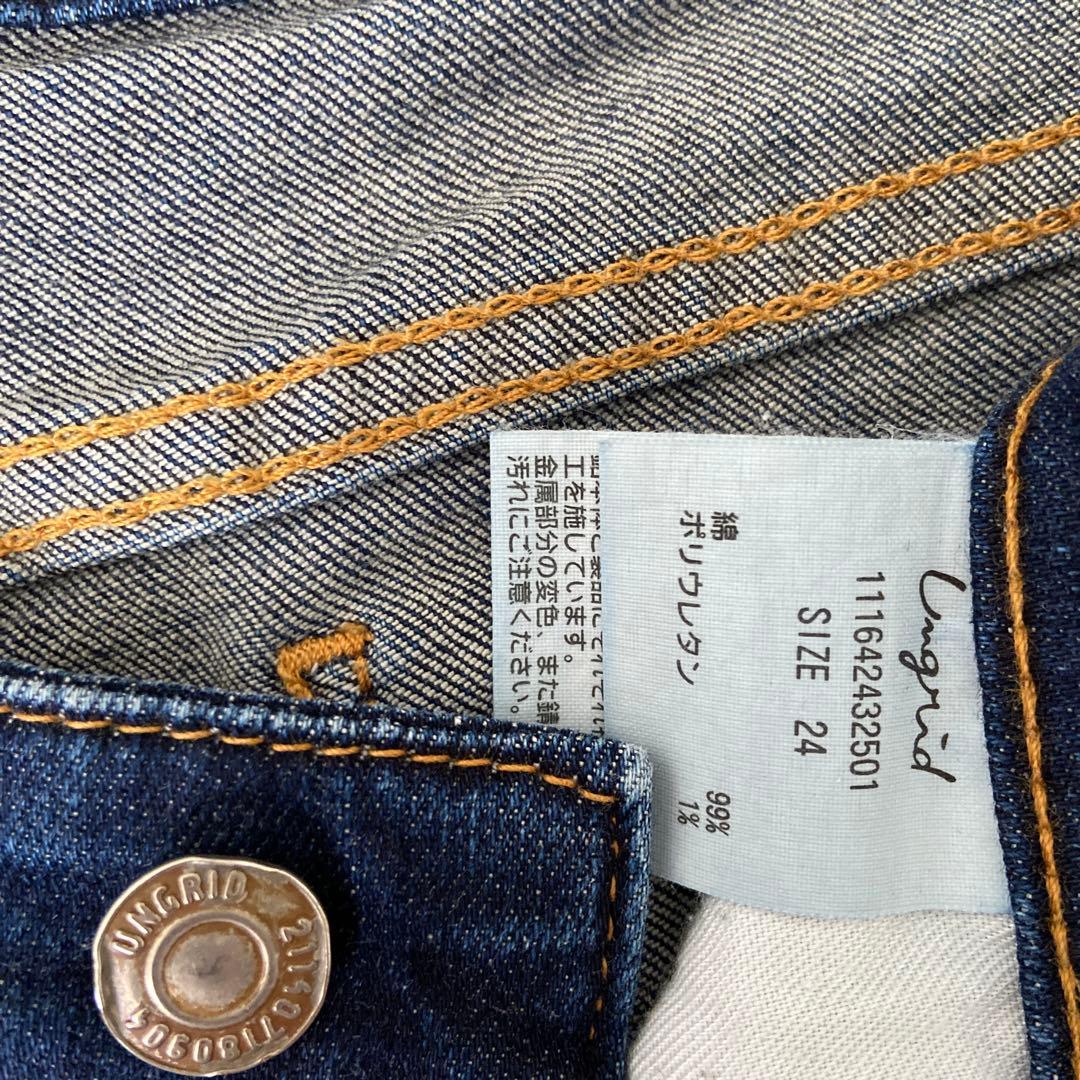 Ungrid
111642432501
SIZE 24
綿 99%
ポリウレタン 1%
工を施しています。
金属部分の変色、また錆
汚れにご注意ください。
UNGRID